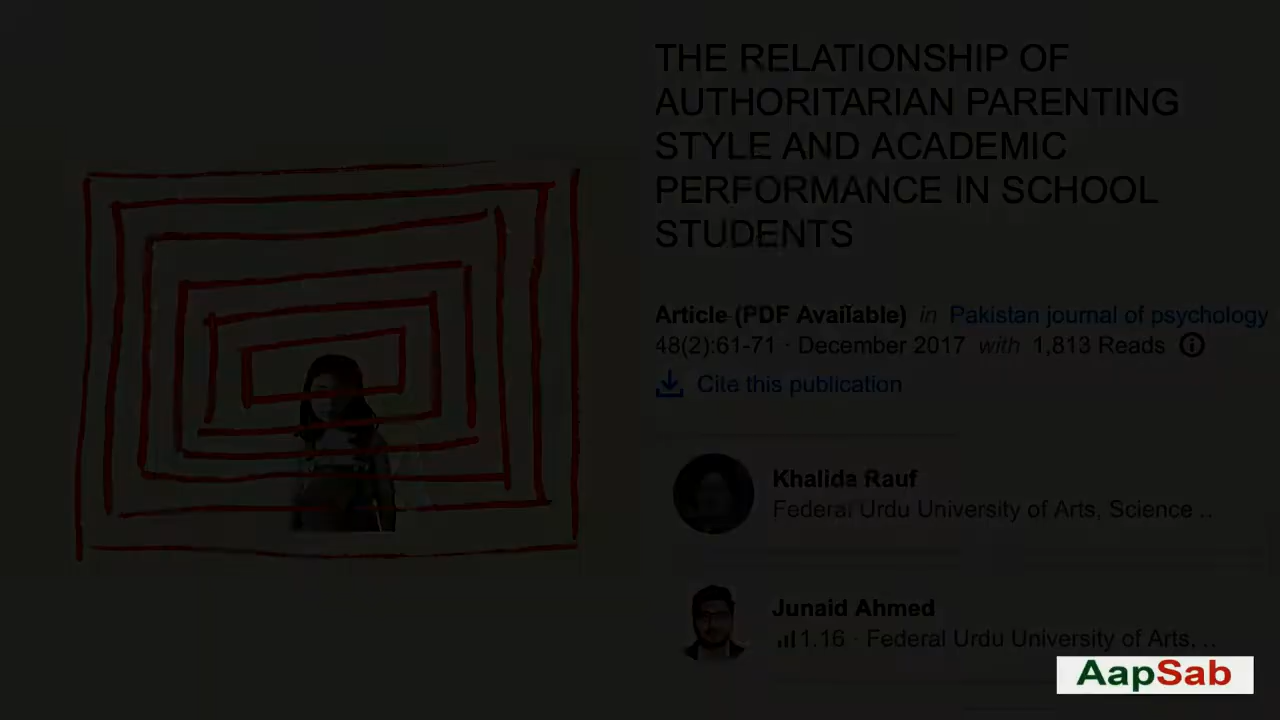 THE RELATIONSHIP OF
AUTHORITARIAN PARENTING
STYLE AND ACADEMIC
PERFORMANCE IN SCHOOL
STUDENTS
Article (PDF Available) in Pakistan journal of psychology
48(2):61-71 · December 2017 with 1,813 Reads
Cite this publication
Khalida Rauf
Federal Urdu University of Arts, Science ..
Junaid Ahmed
1.16 · Federal Urdu University of Arts, ..
AapSab